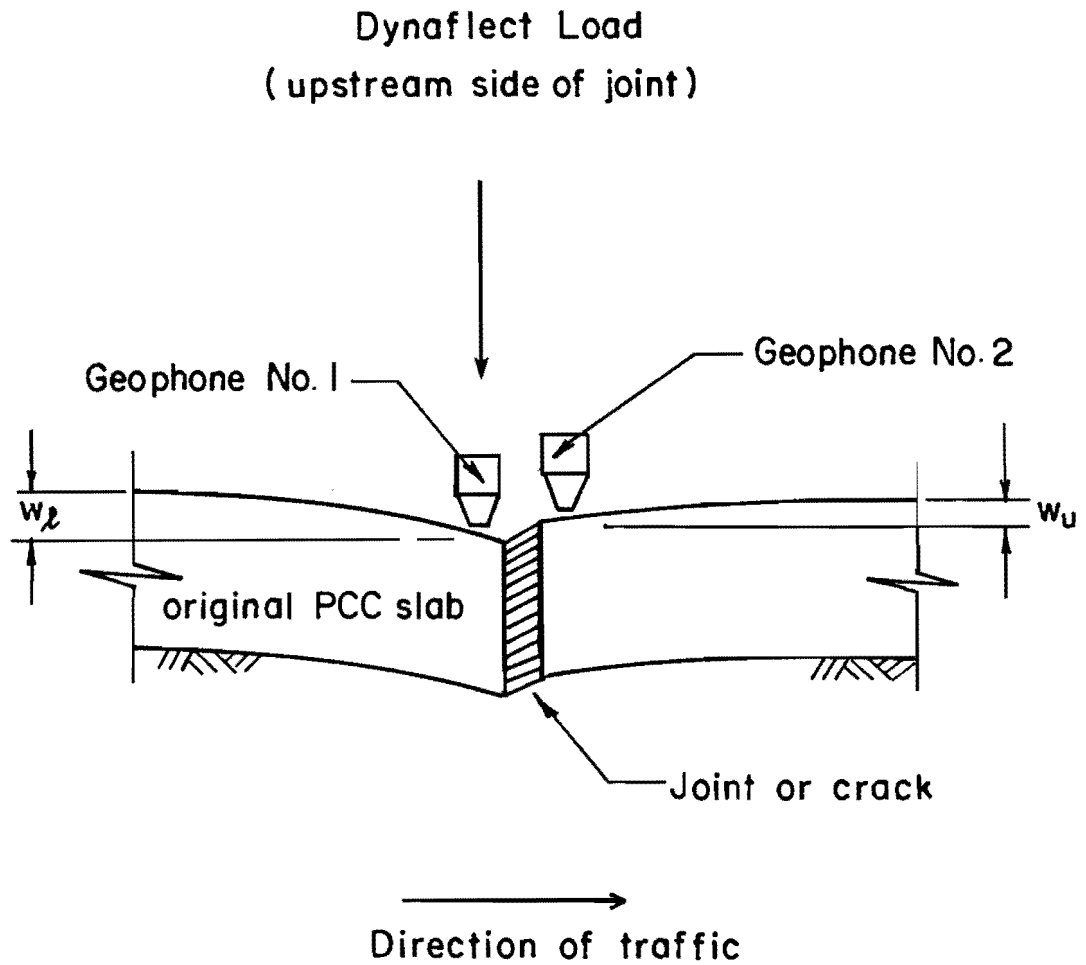 Dynaflect Load
(upstream side of joint)
Geophone No. 1
Geophone No. 2
wℓ
wu
original PCC slab
Joint or crack
Direction of traffic